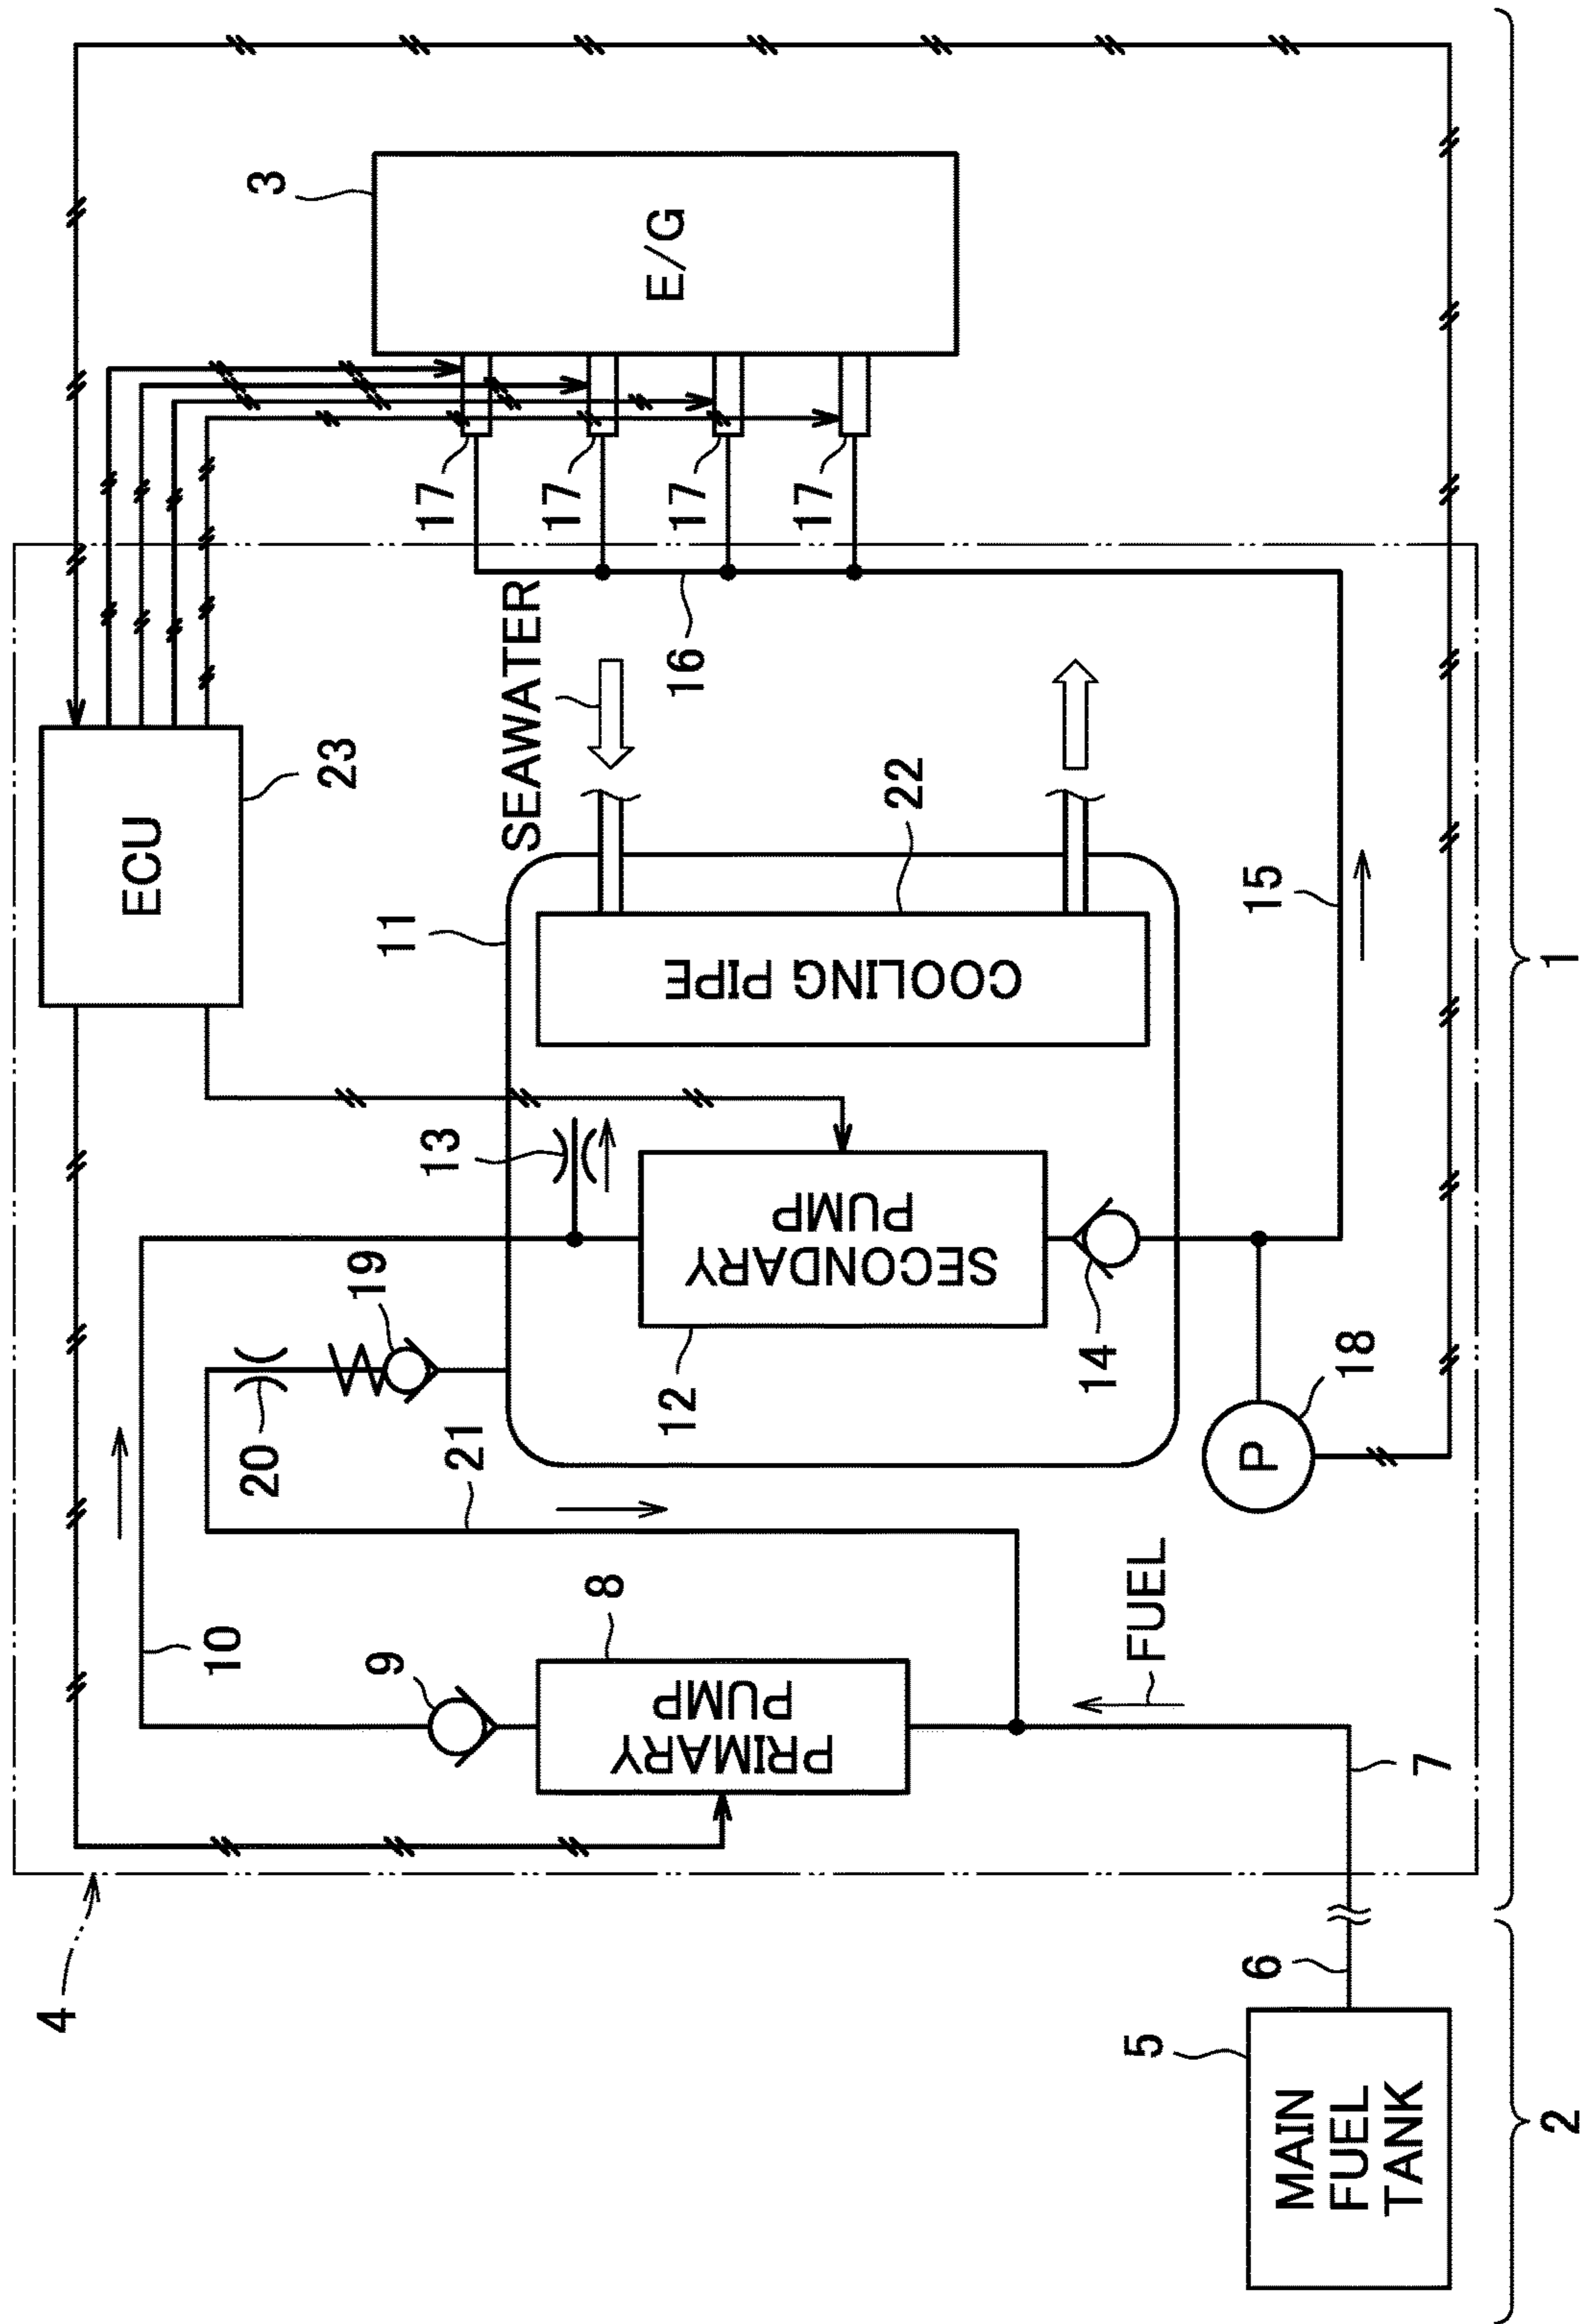 4
ECU
23
3
E/G
17
17
17
17
16
SEAWATER
11
COOLING PIPE
22
13
SECONDARY
PUMP
12
14
15
19
20
21
10
9
PRIMARY
PUMP
8
P
18
FUEL
7
6
5
MAIN
FUEL
TANK
2
1